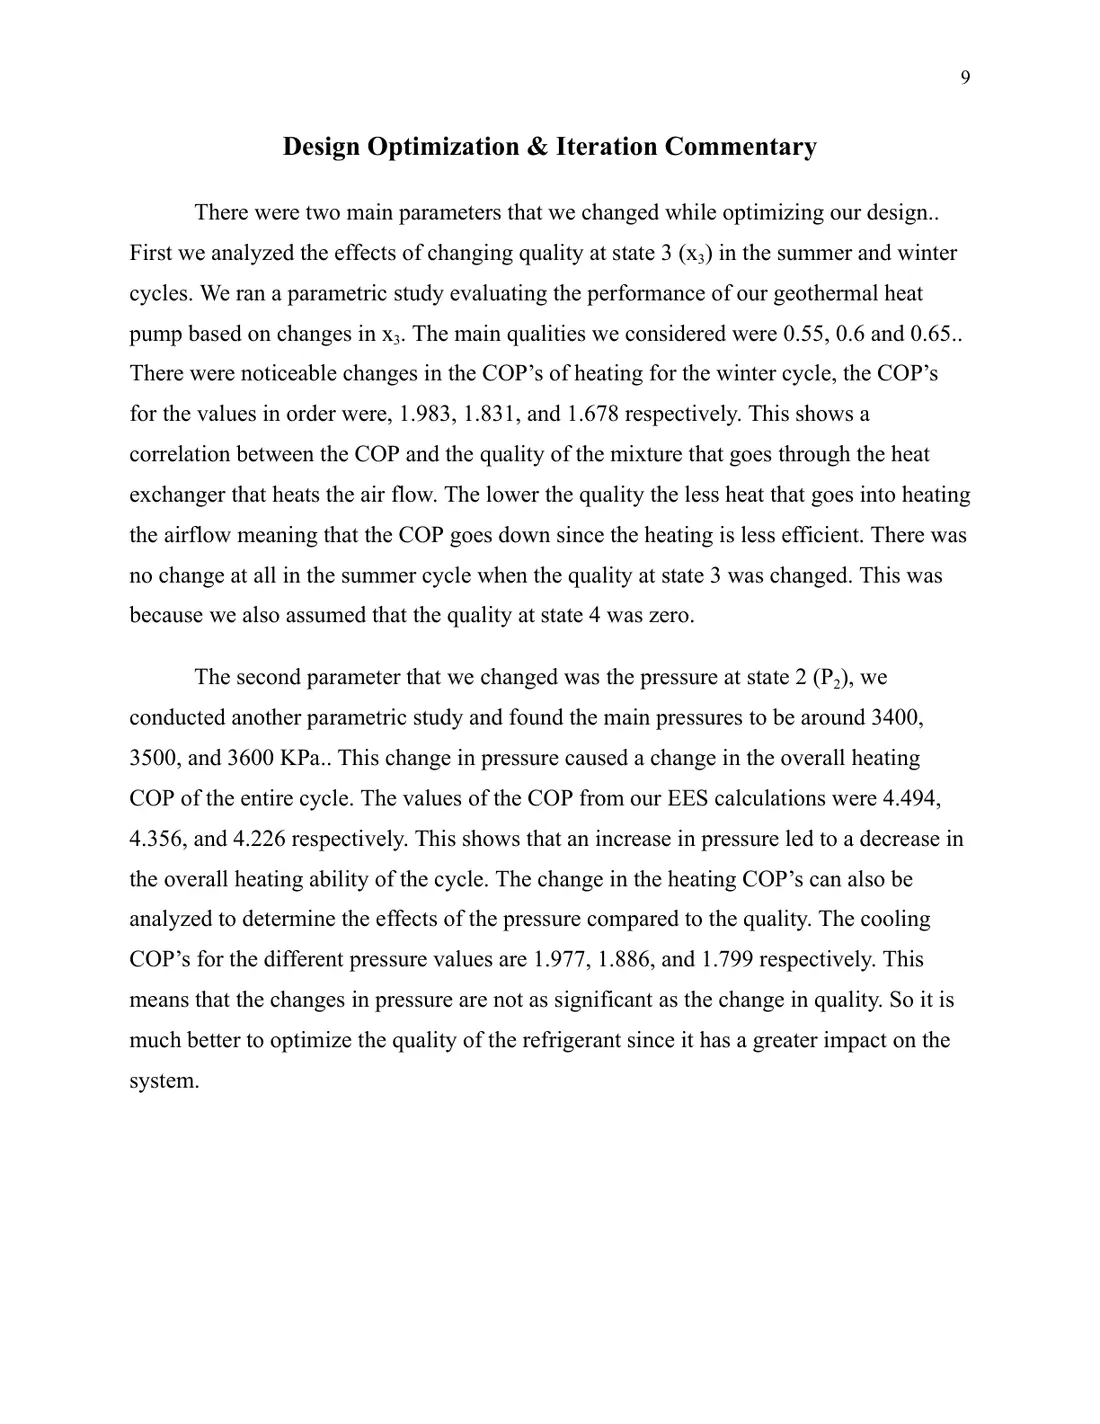 9
Design Optimization & Iteration Commentary
There were two main parameters that we changed while optimizing our design..
First we analyzed the effects of changing quality at state 3 (x₃) in the summer and winter
cycles. We ran a parametric study evaluating the performance of our geothermal heat
pump based on changes in x₃. The main qualities we considered were 0.55, 0.6 and 0.65..
There were noticeable changes in the COP’s of heating for the winter cycle, the COP’s
for the values in order were, 1.983, 1.831, and 1.678 respectively. This shows a
correlation between the COP and the quality of the mixture that goes through the heat
exchanger that heats the air flow. The lower the quality the less heat that goes into heating
the airflow meaning that the COP goes down since the heating is less efficient. There was
no change at all in the summer cycle when the quality at state 3 was changed. This was
because we also assumed that the quality at state 4 was zero.
The second parameter that we changed was the pressure at state 2 (P₂), we
conducted another parametric study and found the main pressures to be around 3400,
3500, and 3600 KPa.. This change in pressure caused a change in the overall heating
COP of the entire cycle. The values of the COP from our EES calculations were 4.494,
4.356, and 4.226 respectively. This shows that an increase in pressure led to a decrease in
the overall heating ability of the cycle. The change in the heating COP’s can also be
analyzed to determine the effects of the pressure compared to the quality. The cooling
COP’s for the different pressure values are 1.977, 1.886, and 1.799 respectively. This
means that the changes in pressure are not as significant as the change in quality. So it is
much better to optimize the quality of the refrigerant since it has a greater impact on the
system.